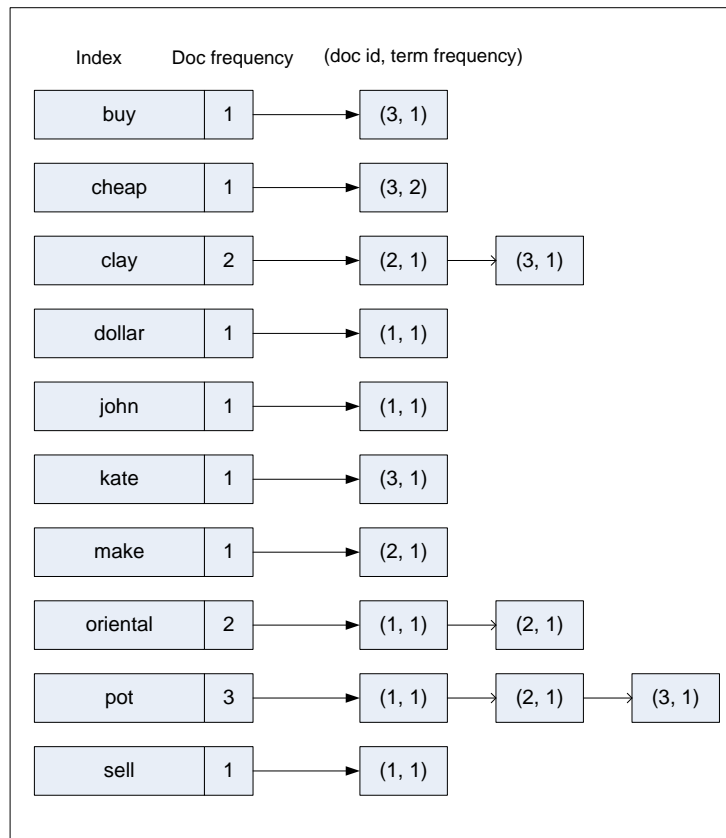 Index Doc frequency (doc id, term frequency)
buy 1 (3, 1)
cheap 1 (3, 2)
clay 2 (2, 1) (3, 1)
dollar 1 (1, 1)
john 1 (1, 1)
kate 1 (3, 1)
make 1 (2, 1)
oriental 2 (1, 1) (2, 1)
pot 3 (1, 1) (2, 1) (3, 1)
sell 1 (1, 1)